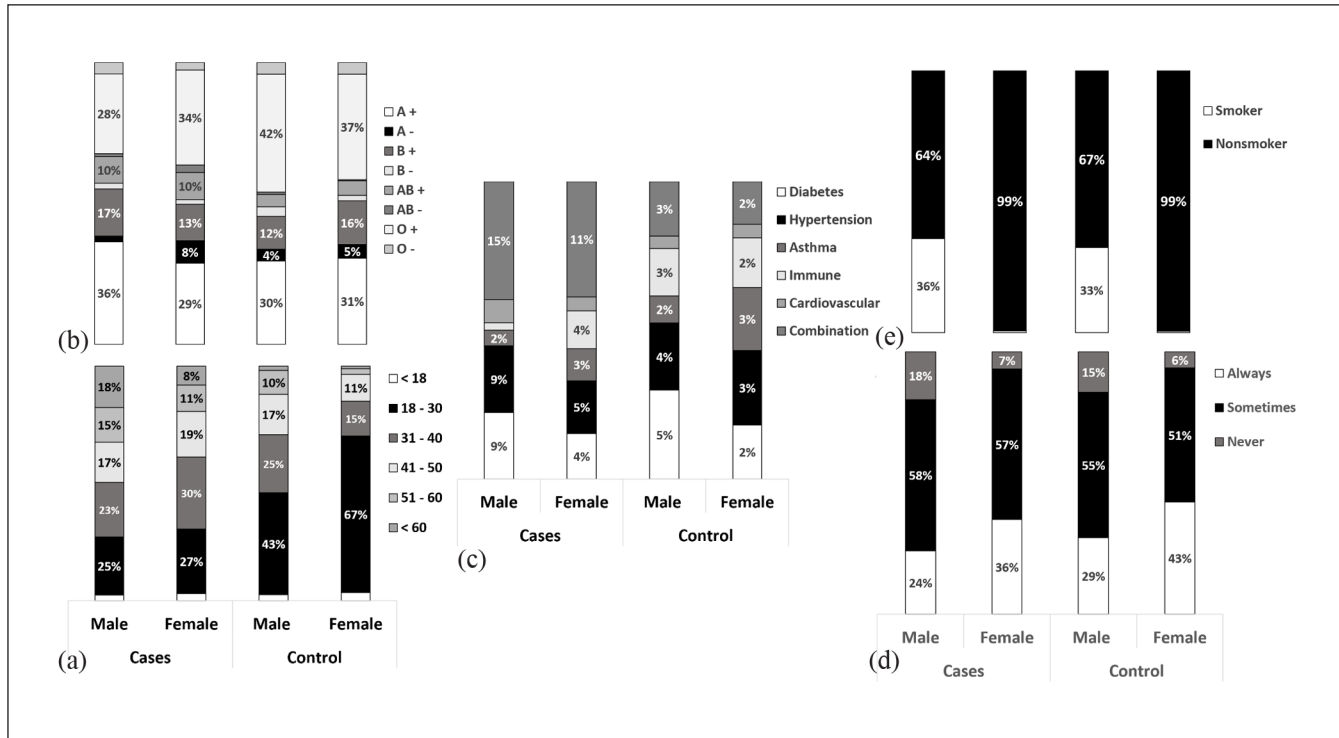 28%
34%
42%
37%
10%
10%
17%
13%
12%
16%
8%
4%
5%
36%
29%
30%
31%
A +
A -
B +
B -
AB +
AB -
O +
O -
(b)
18%
8%
10%
11%
15%
11%
17%
19%
17%
15%
23%
30%
25%
25%
27%
43%
67%
< 18
18 - 30
31 - 40
41 - 50
51 - 60
< 60
Male Female Male Female
Cases Control
(a)
15%
11%
3%
2%
2%
4%
3%
2%
9%
3%
2%
3%
5%
4%
3%
9%
4%
5%
2%
Diabetes
Hypertension
Asthma
Immune
Cardiovascular
Combination
Male Female Male Female
Cases Control
(c)
64%
99%
67%
99%
36%
33%
Smoker
Nonsmoker
(e)
18%
7%
15%
6%
58%
57%
55%
51%
24%
36%
29%
43%
Always
Sometimes
Never
Male Female Male Female
Cases Control
(d)